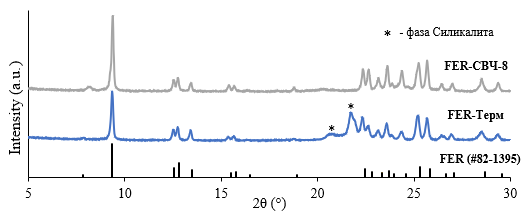 * - фаза Силикалита
FER-СВЧ-8
*
*
FER-Терм
FER (#82-1395)
Intensity (a.u.)
5 10 15 20 25 30
2θ (°)